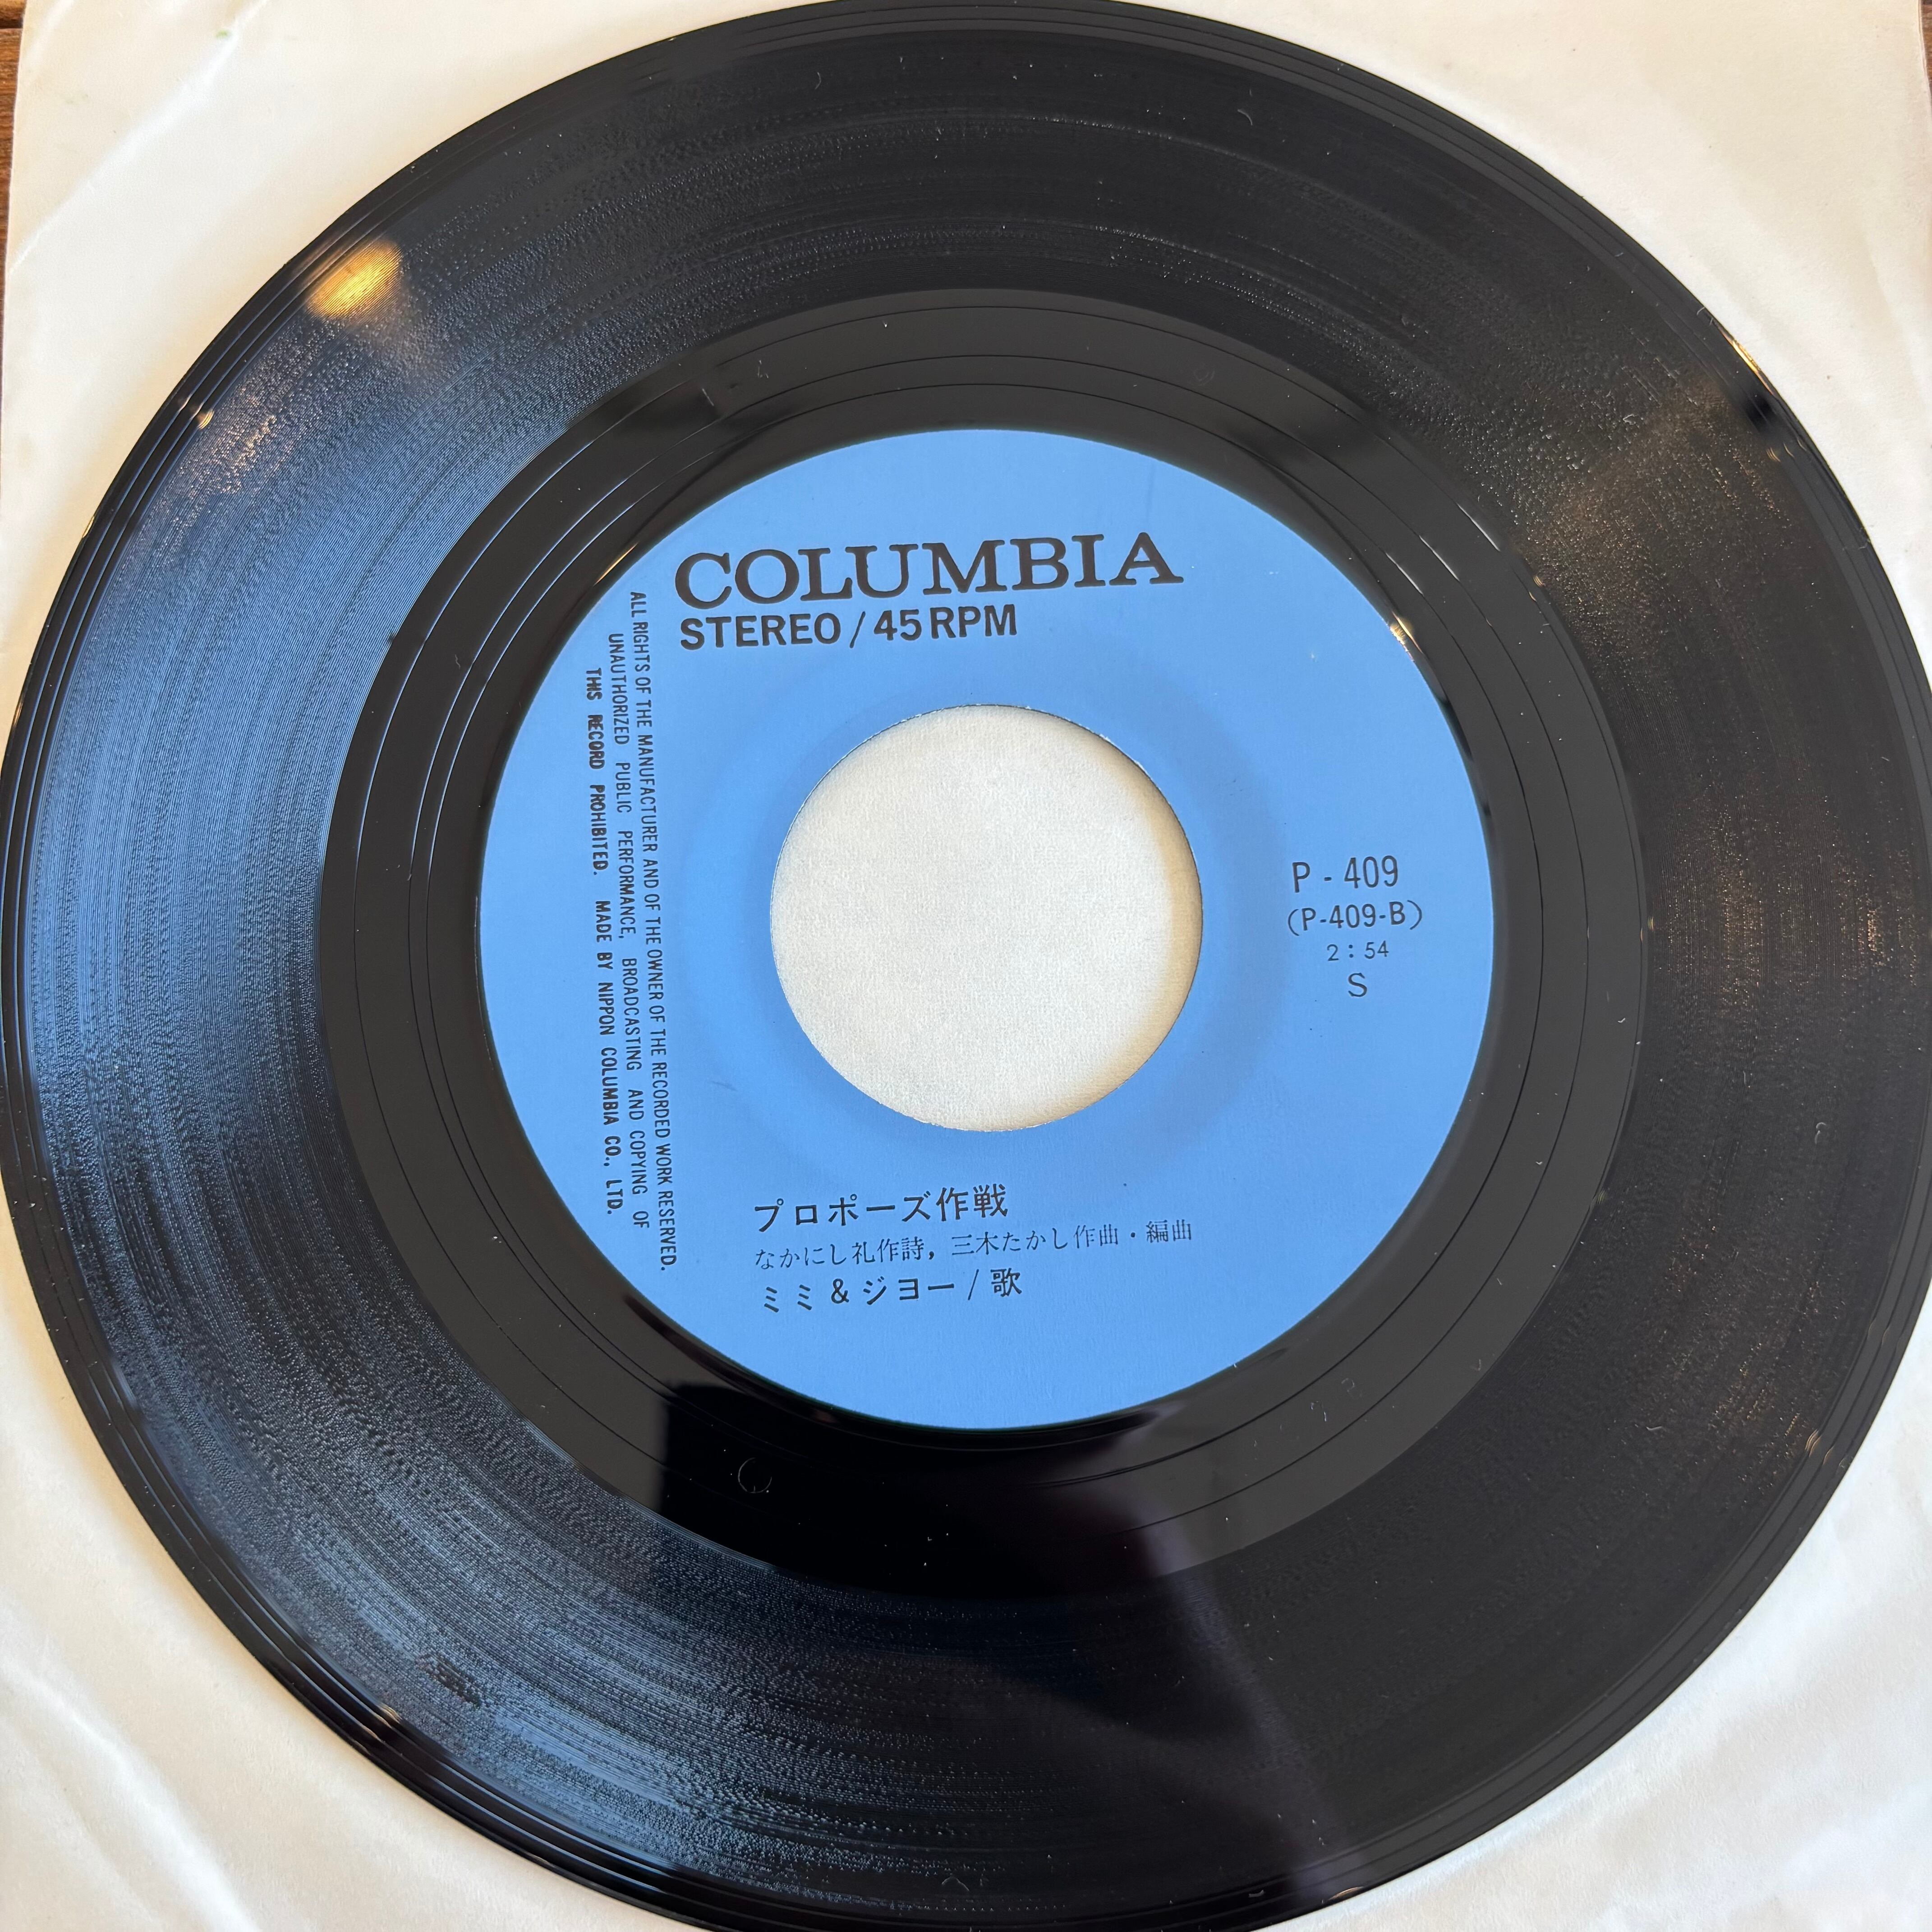 COLUMBIA
STEREO / 45 RPM
ALL RIGHTS OF THE MANUFACTURER AND OF THE OWNER OF THE RECORDED WORK RESERVED.
UNAUTHORIZED PUBLIC PERFORMANCE, BROADCASTING AND COPYING OF
THIS RECORD PROHIBITED. MADE BY NIPPON COLUMBIA CO., LTD.
P - 409
(P-409-B)
2:54
S
プロポーズ作戦
なかにし礼作詩, 三木たかし作曲・編曲
ミミ & ジヨー / 歌